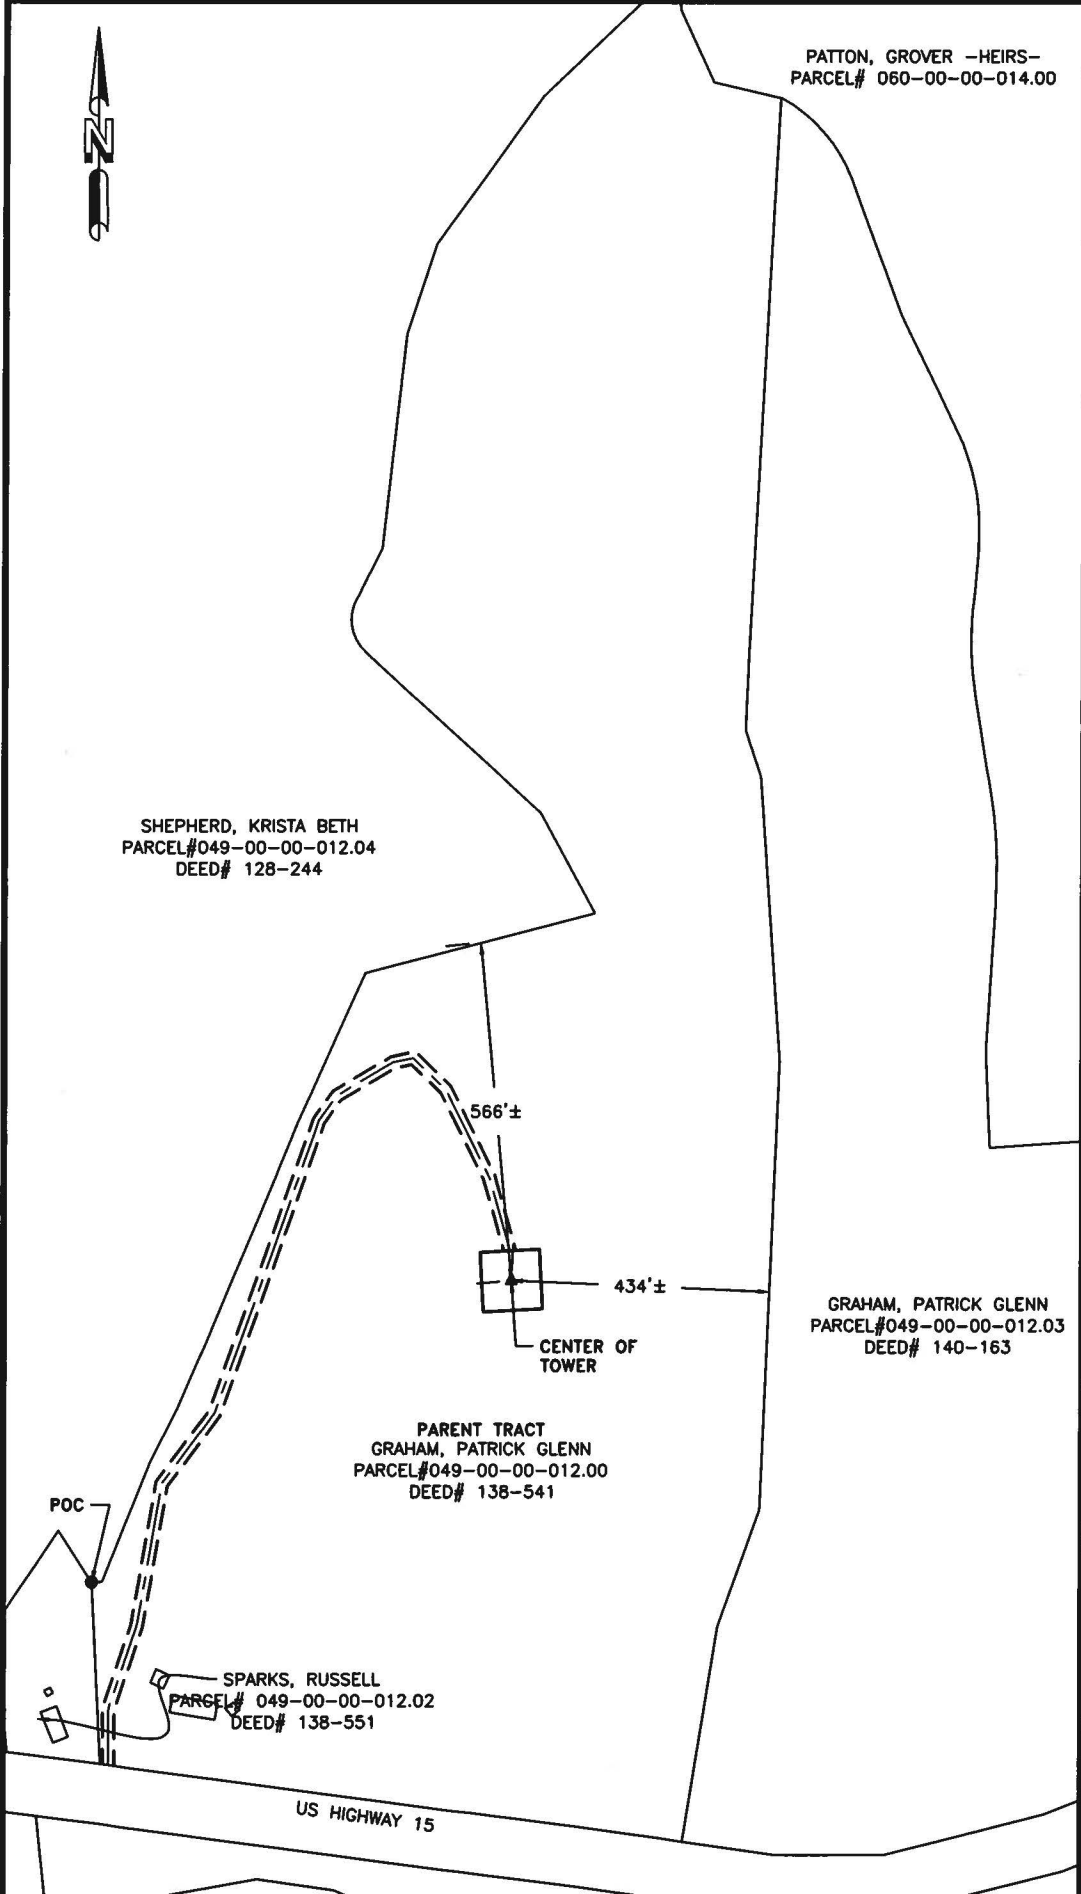 PATTON, GROVER -HEIRS-
PARCEL# 060-00-00-014.00
N
SHEPHERD, KRISTA BETH
PARCEL#049-00-00-012.04
DEED# 128-244
566'±
434'±
CENTER OF
TOWER
GRAHAM, PATRICK GLENN
PARCEL#049-00-00-012.03
DEED# 140-163
PARENT TRACT
GRAHAM, PATRICK GLENN
PARCEL#049-00-00-012.00
DEED# 138-541
POC
SPARKS, RUSSELL
PARCEL# 049-00-00-012.02
DEED# 138-551
US HIGHWAY 15